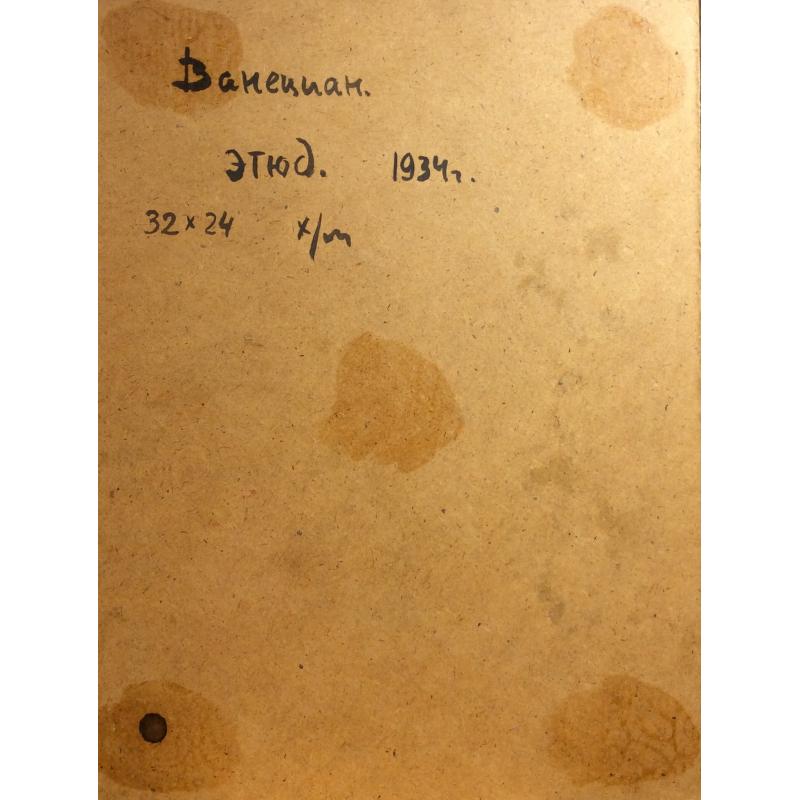 Ванециан.
этюд. 1934г.
32×24 х/м